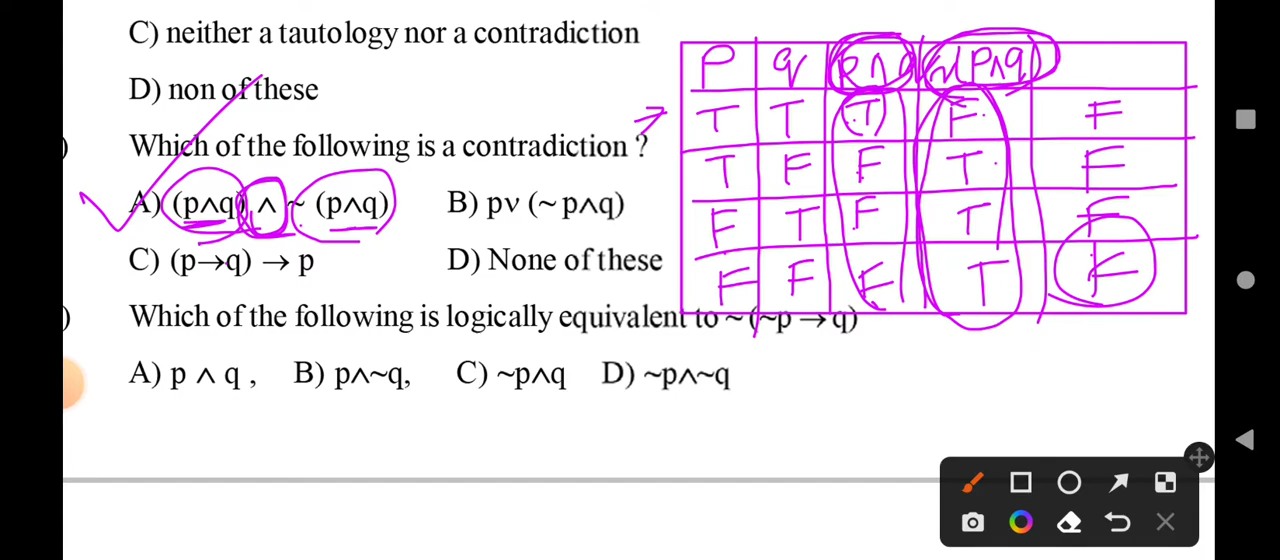 C) neither a tautology nor a contradiction
D) non of these
) Which of the following is a contradiction ?
A) (p∧q) ∧ ~ (p∧q) B) pv (~ p∧q)
C) (p→q) → p D) None of these
) Which of the following is logically equivalent to ~ (~p → q)
A) p ∧ q , B) p∧~q, C) ~p∧q D) ~p∧~q
P q p∧q ~(p∧q)
T T T F F
T F F T F
F T F T F
F F F T F